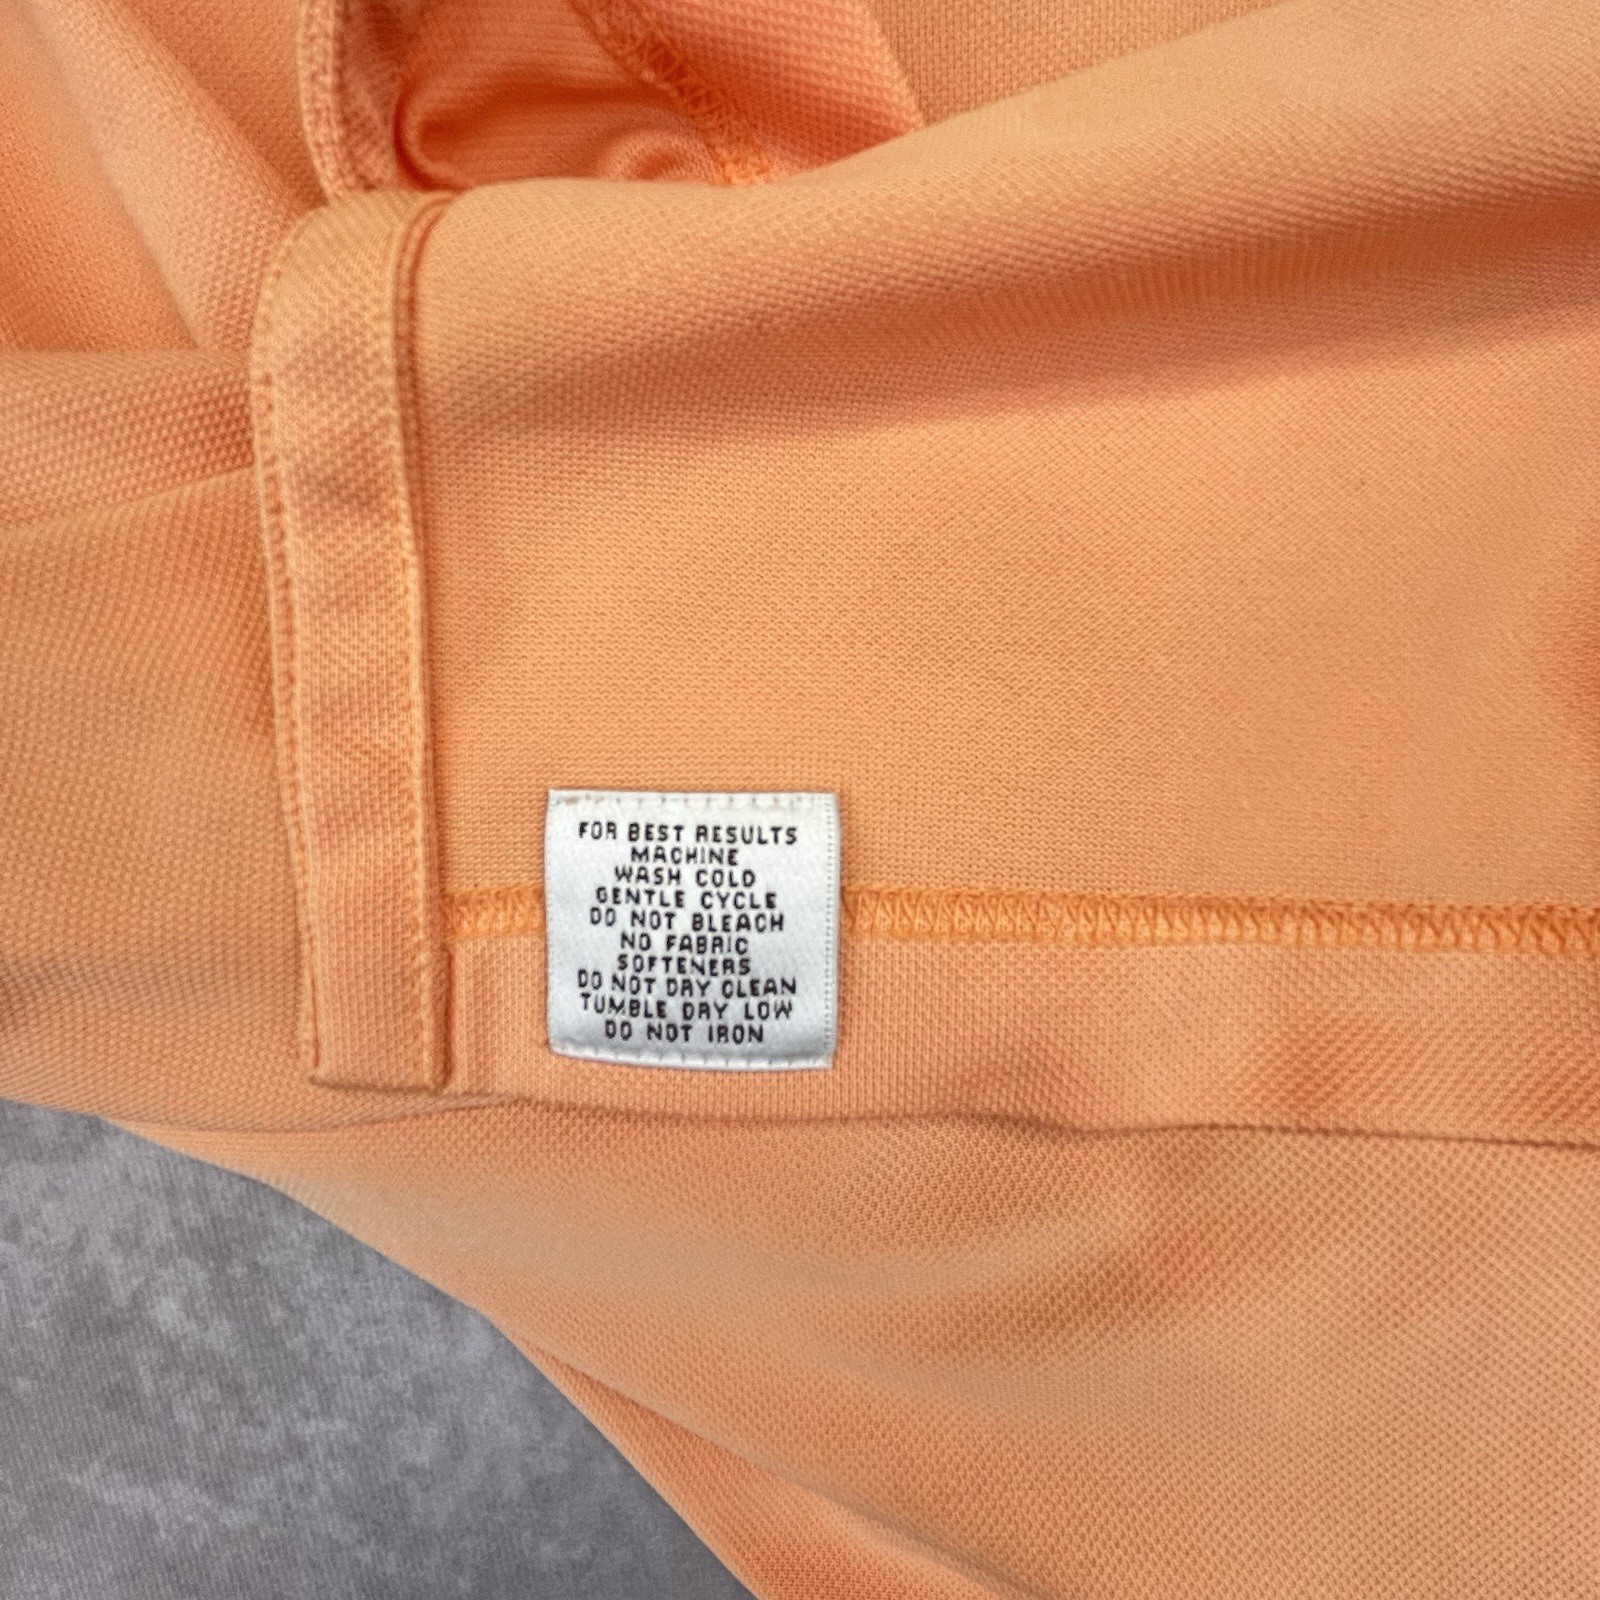 FOR BEST RESULTS
MACHINE
WASH COLD
GENTLE CYCLE
DO NOT BLEACH
NO FABRIC
SOFTENERS
DO NOT DRY CLEAN
TUMBLE DRY LOW
DO NOT IRON